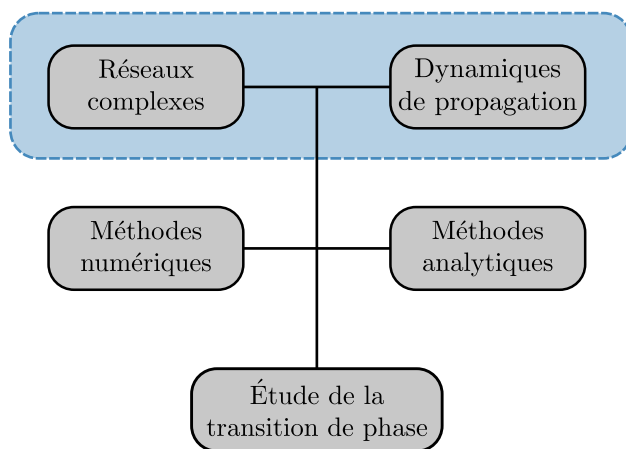 Réseaux
complexes
Dynamiques
de propagation
Méthodes
numériques
Méthodes
analytiques
Étude de la
transition de phase